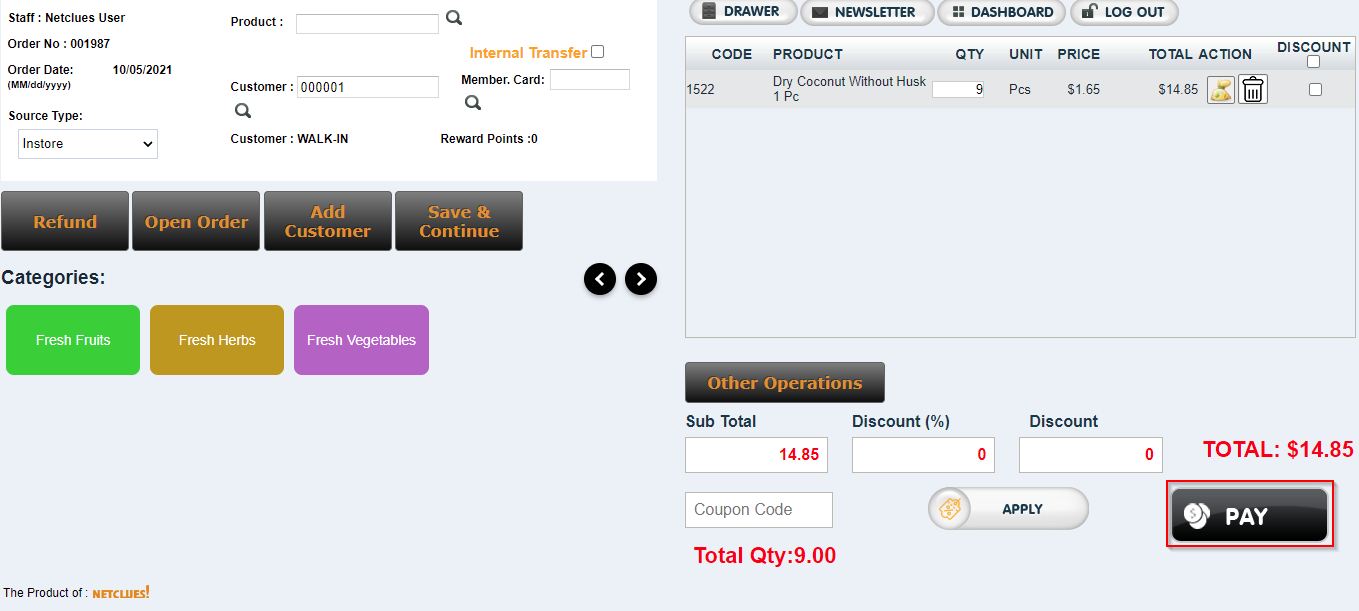 Staff : Netclues User
Order No : 001987
Order Date: 10/05/2021
(MM/dd/yyyy)
Source Type:
Instore
Product :
Internal Transfer
Customer : 000001
Member. Card:
Customer : WALK-IN
Reward Points :0
Refund
Open Order
Add
Customer
Save &
Continue
Categories:
Fresh Fruits
Fresh Herbs
Fresh Vegetables
The Product of : NETCLUES!
DRAWER
NEWSLETTER
DASHBOARD
LOG OUT
CODE PRODUCT QTY UNIT PRICE TOTAL ACTION DISCOUNT
1522 Dry Coconut Without Husk 9 Pcs $1.65 $14.85
1 Pc
Other Operations
Sub Total Discount (%) Discount
14.85 0 0
TOTAL: $14.85
Coupon Code
APPLY
PAY
Total Qty:9.00